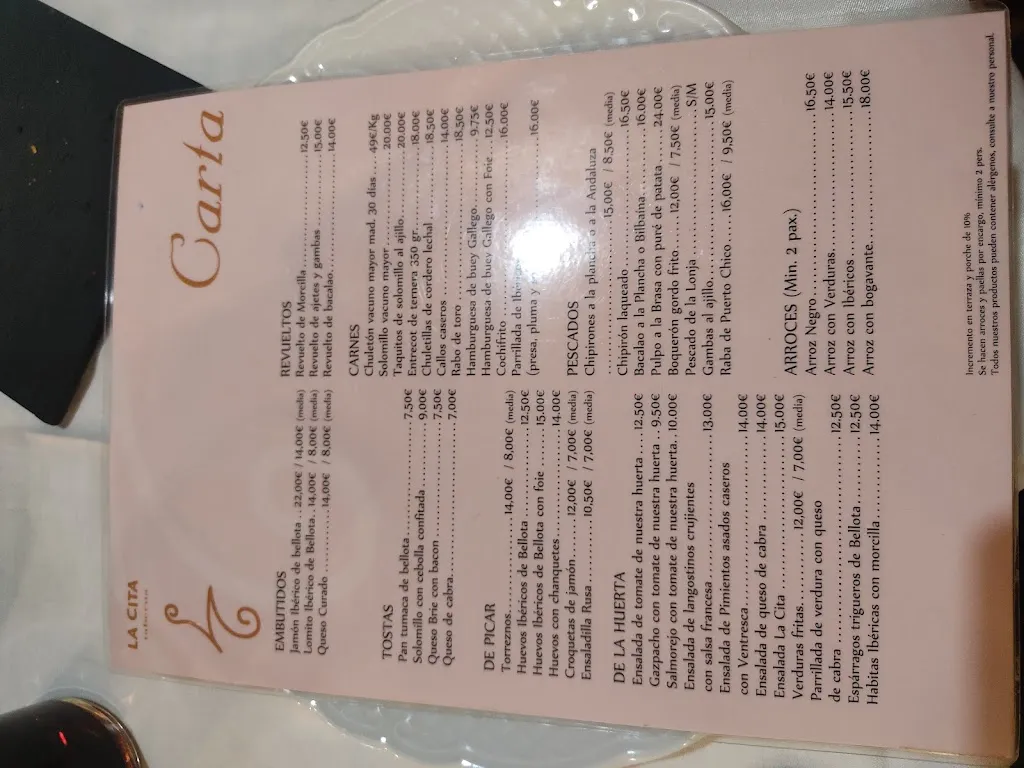 LA CITA
taberna
Carta
EMBUTIDOS
Jamón Ibérico de bellota..22,00€ / 14,00€ (media)
Lomito Ibérico de Bellota..14,00€ / 8,00€ (media)
Queso Curado..............14,00€ / 8,00€ (media)
TOSTAS
Pan tumaca de bellota......................7,50€
Solomillo con cebolla confitada.........9,00€
Queso Brie con bacon.....................7,50€
Queso de cabra..............................7,00€
DE PICAR
Torreznos..................14,00€ / 8,00€ (media)
Huevos Ibéricos de Bellota..............12,50€
Huevos Ibéricos de Bellota con foie....15,00€
Huevos con chanquetes..................14,00€
Croquetas de jamón......12,00€ / 7,00€ (media)
Ensaladilla Rusa...........10,50€ / 7,00€ (media)
DE LA HUERTA
Ensalada de tomate de nuestra huerta...12,50€
Gazpacho con tomate de nuestra huerta..9,50€
Salmorejo con tomate de nuestra huerta..10,00€
Ensalada de langostinos crujientes
con salsa francesa..........................13,00€
Ensalada de Pimientos asados caseros
con Ventresca..............................14,00€
Ensalada de queso de cabra.............14,00€
Ensalada La Cita...........................15,00€
Verduras fritas............12,00€ / 7,00€ (media)
Parrillada de verdura con queso
de cabra....................................12,50€
Espárragos trigueros de Bellota..........12,50€
Habitas Ibéricas con morcilla.............14,00€
REVUELTOS
Revuelto de Morcilla......................12,50€
Revuelto de ajetes y gambas.............15,00€
Revuelto de bacalao.......................14,00€
CARNES
Chuletón vacuno mayor mad. 30 días....49€/Kg
Solomillo vacuno mayor..................20,00€
Taquitos de solomillo al ajillo............20,00€
Entrecot de ternera 350 gr...............18,00€
Chuletillas de cordero lechal.............18,50€
Callos caseros..............................14,00€
Rabo de toro...............................18,50€
Hamburguesa de buey Gallego..........9,75€
Hamburguesa de buey Gallego con Foie...12,50€
Cochifrito..................................16,00€
Parrillada de
(presa, pluma y ...........16,00€
PESCADOS
Chipirones a la plancha o a la Andaluza
..........................15,00€ / 8,50€ (media)
Chipirón laqueado.........................16,50€
Bacalao a la Plancha o Bilbaína..........16,00€
Pulpo a la Brasa con puré de patata.....24,00€
Boquerón gordo frito.....12,00€ / 7,50€ (media)
Pescado de la Lonja........................S/M
Gambas al ajillo...........................15,00€
Raba de Puerto Chico....16,00€ / 9,50€ (media)
ARROCES (Min. 2 pax.)
Arroz Negro................................16,50€
Arroz con Verduras........................14,00€
Arroz con Ibéricos.........................15,50€
Arroz con bogavante......................18,00€
Incremento en terraza y porche de 10%
Se hacen arroces y paellas por encargo, mínimo 2 pers.
Todos nuestros productos pueden contener alérgenos, consulte a nuestro personal.